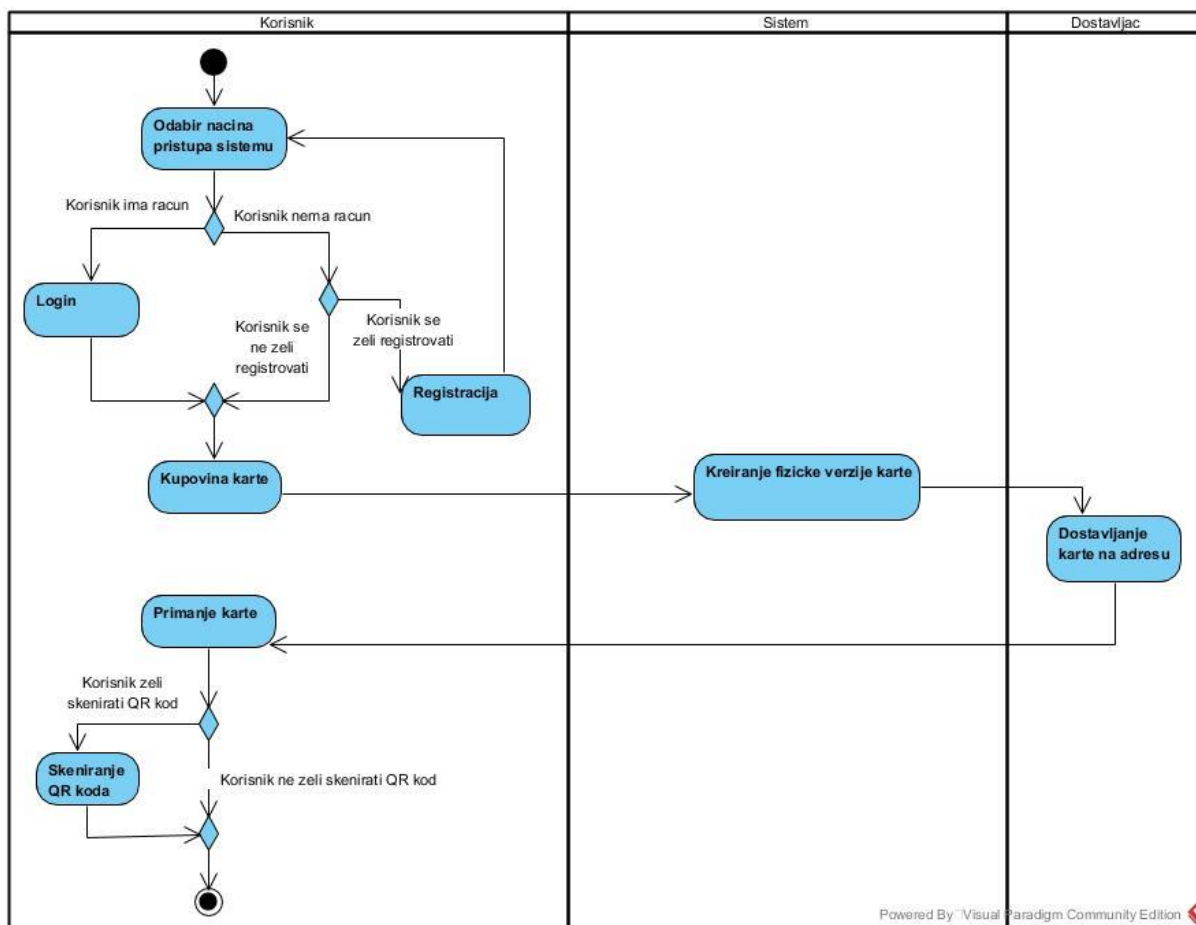 Korisnik
Sistem
Dostavljac
Odabir nacina
pristupa sistemu
Korisnik ima racun
Korisnik nema racun
Login
Korisnik se
ne zeli
registrovati
Korisnik se
zeli registrovati
Registracija
Kupovina karte
Kreiranje fizicke verzije karte
Dostavljanje
karte na adresu
Primanje karte
Korisnik zeli
skenirati QR kod
Skeniranje
QR koda
Korisnik ne zeli skenirati QR kod
Powered By Visual Paradigm Community Edition